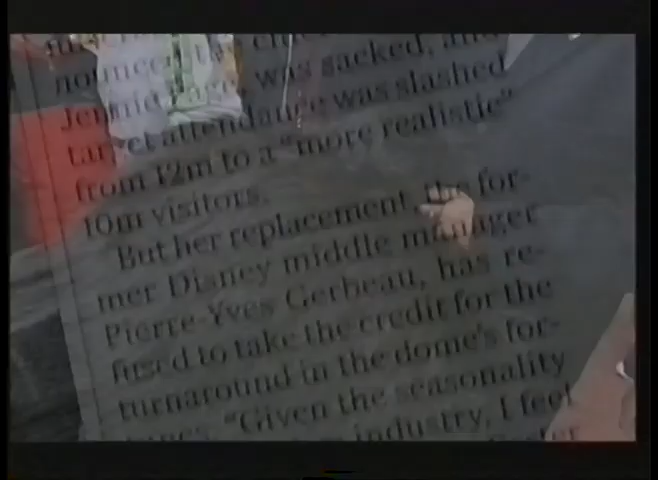 was sacked, and
was slashed
target attendance was slashed
from 12m to a "more realistic"
10m visitors.
But her replacement, the for-
mer Disney middle manager
Pierre-Yves Gerbeau, has re-
fused to take the credit for the
turnaround in the dome's for-
"Given the seasonality
industry, I feel